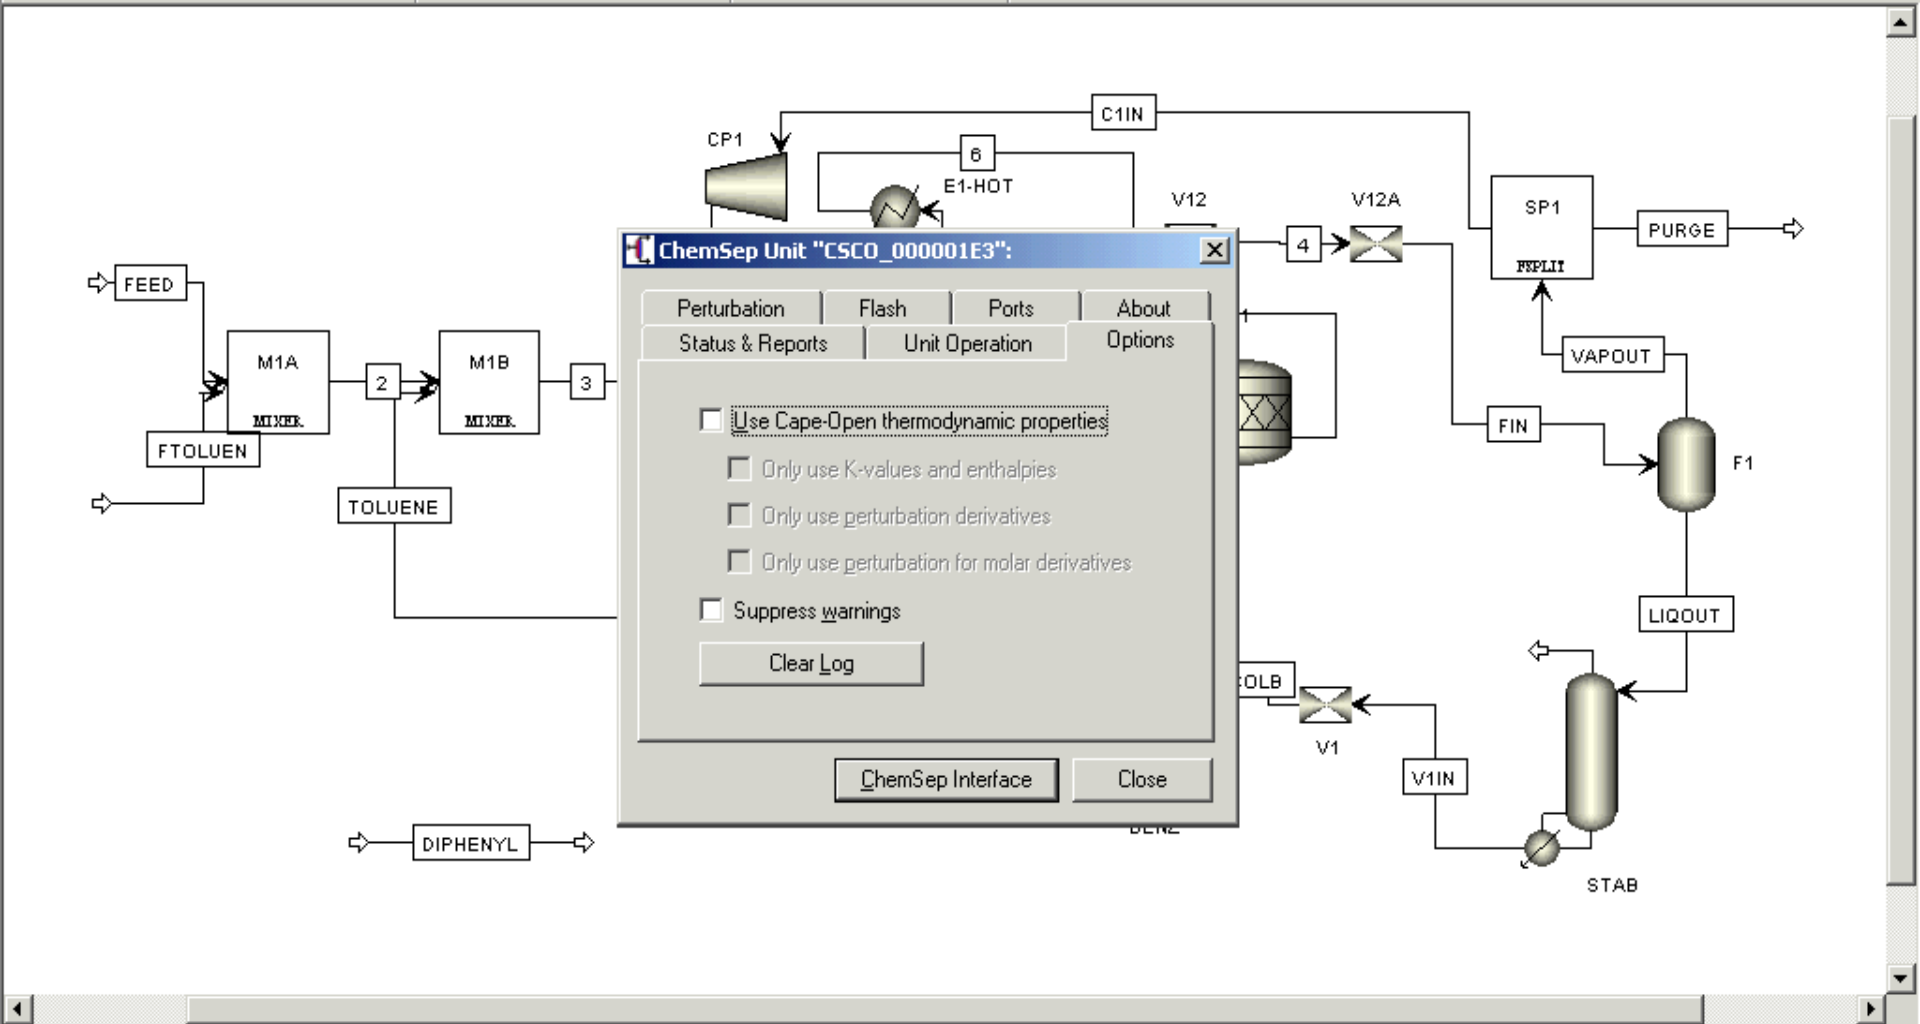 C1IN
CP1
6
E1-HOT
V12
V12A
SP1
FSPLIT
4
PURGE
FEED
M1A
MIXER
2
M1B
MIXER
3
FTOLUEN
TOLUENE
VAPOUT
FIN
F1
LIQOUT
V1
V1IN
STAB
DIPHENYL
ChemSep Unit "CSCO_000001E3":
Perturbation
Flash
Ports
About
Status & Reports
Unit Operation
Options
Use Cape-Open thermodynamic properties
Only use K-values and enthalpies
Only use perturbation derivatives
Only use perturbation for molar derivatives
Suppress warnings
Clear Log
ChemSep Interface
Close